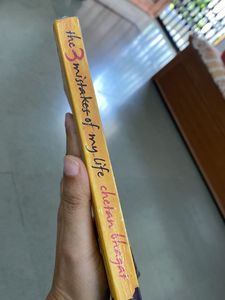 the 3 mistakes of my life chetan bhagat